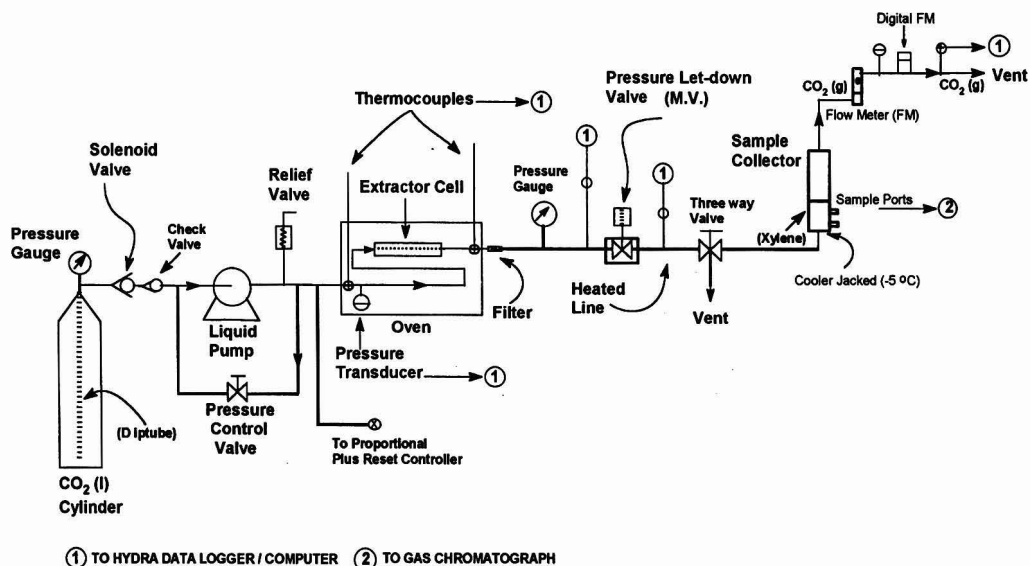 Digital FM
1
Vent
CO2 (g)
CO2 (g)
Flow Meter (FM)
Pressure Let-down
Valve (M.V.)
Thermocouples
1
Sample
Collector
Solenoid
Valve
Relief
Valve
Extractor Cell
1
1
Pressure
Gauge
Three way
Valve
Sample Ports
2
Check
Valve
Pressure
Gauge
(Xylene)
Cooler Jacked (-5 ºC)
Heated
Line
Filter
Vent
Liquid
Pump
Oven
Pressure
Transducer
1
(Diptube)
Pressure
Control
Valve
To Proportional
Plus Reset Controller
CO2 (l)
Cylinder
1 TO HYDRA DATA LOGGER / COMPUTER
2 TO GAS CHROMATOGRAPH